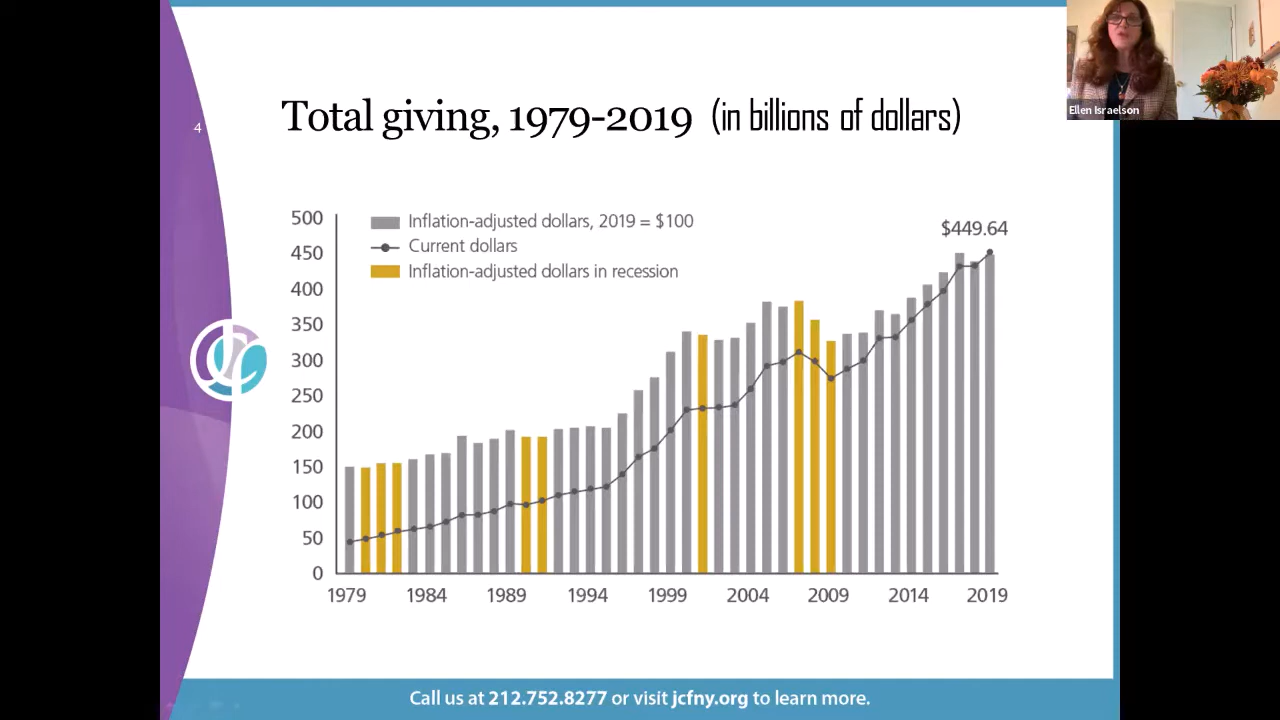 Ellen Israelson
4
Total giving, 1979-2019 (in billions of dollars)
500
450
400
350
300
250
200
150
100
50
0
Inflation-adjusted dollars, 2019 = $100
Current dollars
Inflation-adjusted dollars in recession
$449.64
1979 1984 1989 1994 1999 2004 2009 2014 2019
Call us at 212.752.8277 or visit jcfny.org to learn more.